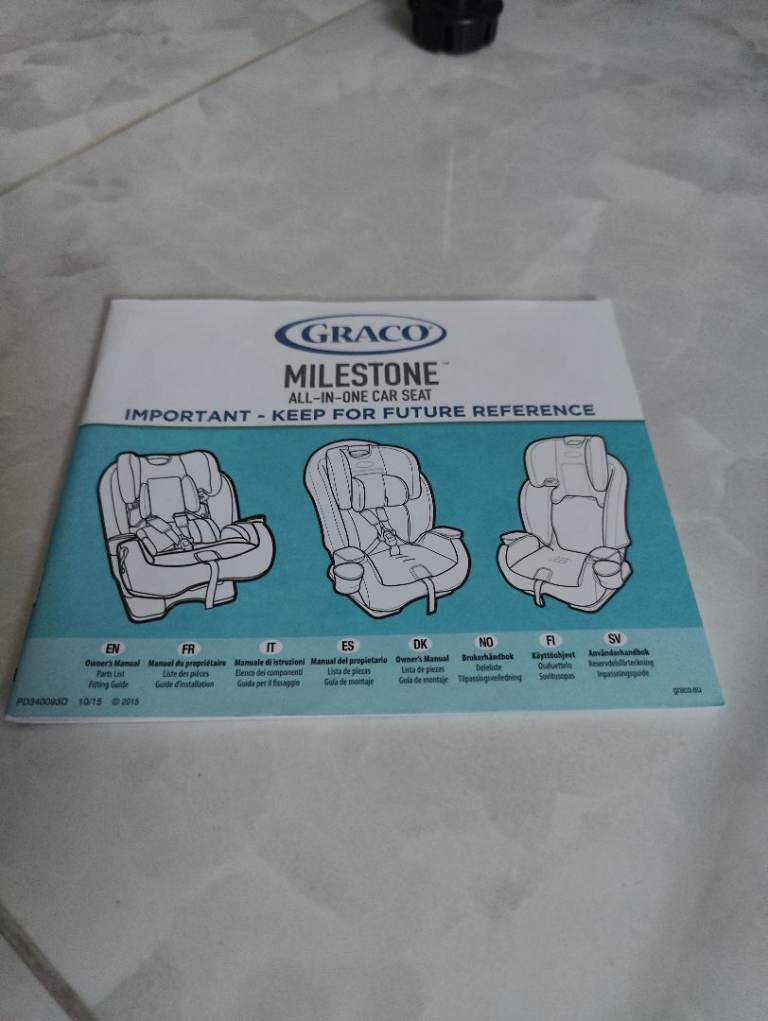 GRACO®
MILESTONE™
ALL-IN-ONE CAR SEAT
IMPORTANT - KEEP FOR FUTURE REFERENCE
EN
Owner's Manual
Parts List
Fitting Guide
FR
Manuel du propriétaire
Liste des pièces
Guide d'installation
IT
Manuale di istruzioni
Elenco dei componenti
Guida per il fissaggio
ES
Manual del propietario
Lista de piezas
Guía de montaje
DK
Owner's Manual
Lista de piezas
Guía de montaje
NO
Brukerhåndbok
Deleliste
Tilpassingsveiledning
FI
Käyttöohjeet
Osaluettelo
Sovitusopas
SV
Användarhandbok
Reservdelsförteckning
Inpassningsguide
PD340093D 10/15 © 2015
graco.eu